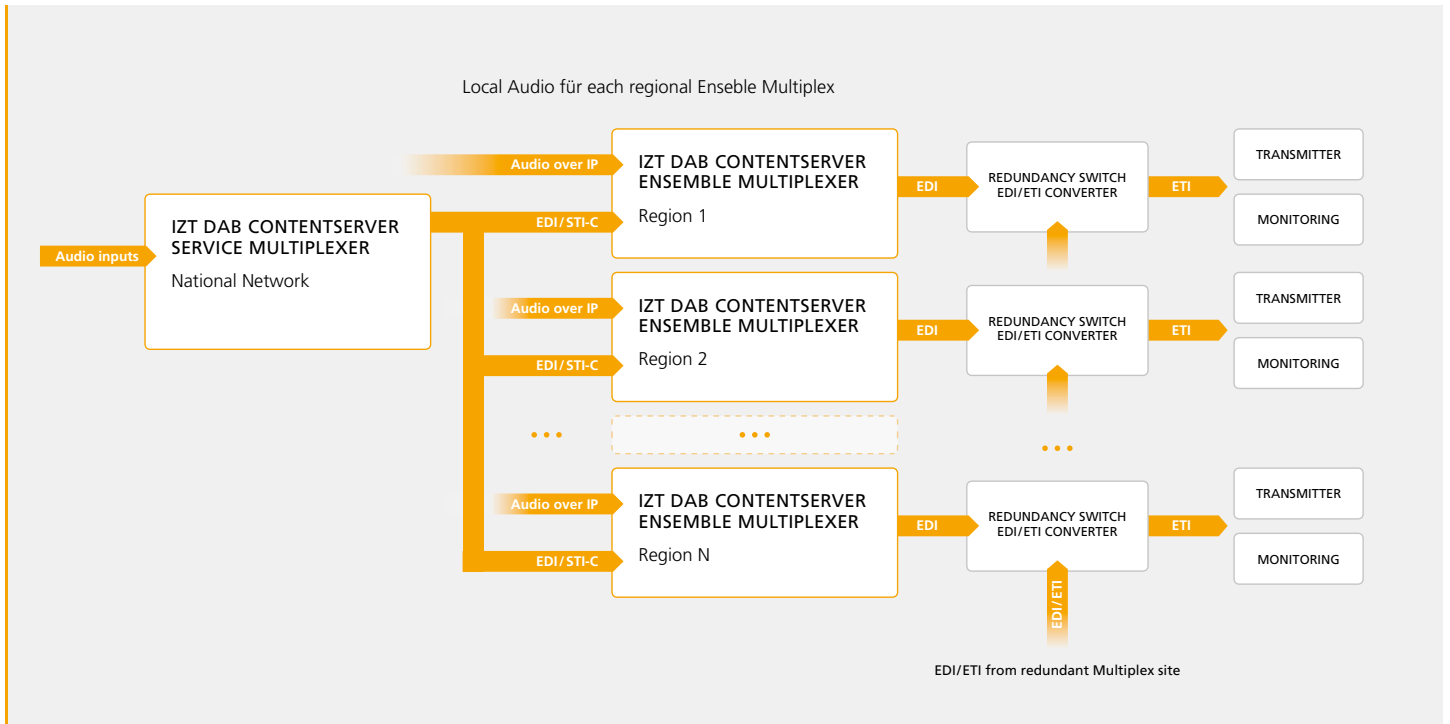 Local Audio für each regional Enseble Multiplex
Audio inputs
IZT DAB CONTENTSERVER
SERVICE MULTIPLEXER
National Network
Audio over IP
EDI/STI-C
IZT DAB CONTENTSERVER
ENSEMBLE MULTIPLEXER
Region 1
EDI
REDUNDANCY SWITCH
EDI/ETI CONVERTER
ETI
TRANSMITTER
MONITORING
Audio over IP
EDI/STI-C
IZT DAB CONTENTSERVER
ENSEMBLE MULTIPLEXER
Region 2
EDI
REDUNDANCY SWITCH
EDI/ETI CONVERTER
ETI
TRANSMITTER
MONITORING
...
...
...
Audio over IP
EDI/STI-C
IZT DAB CONTENTSERVER
ENSEMBLE MULTIPLEXER
Region N
EDI
REDUNDANCY SWITCH
EDI/ETI CONVERTER
ETI
TRANSMITTER
MONITORING
EDI/ETI
EDI/ETI from redundant Multiplex site